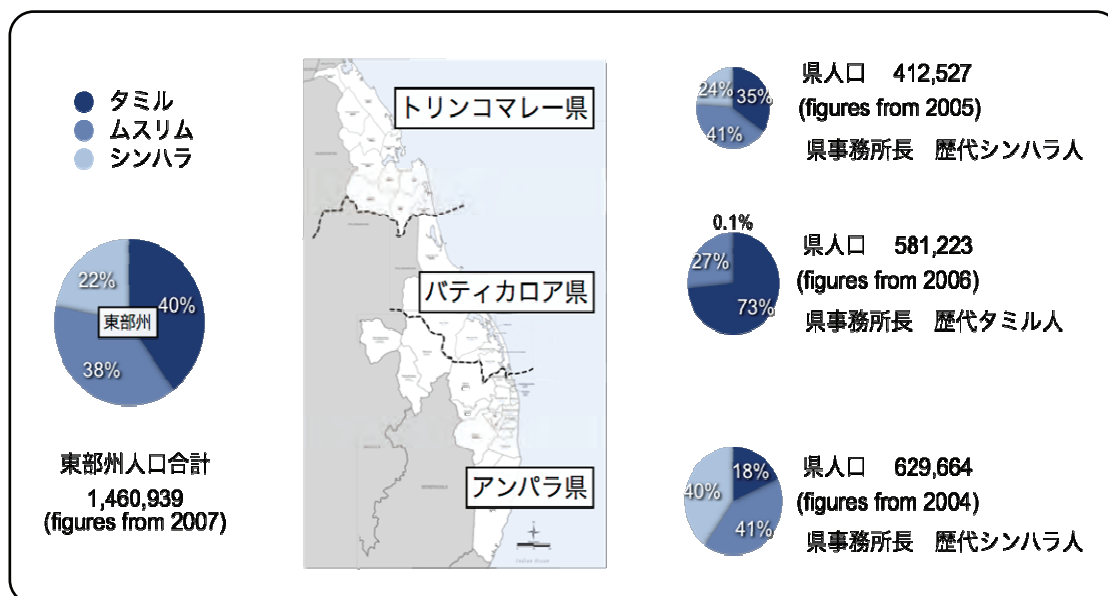 タミル
ムスリム
シンハラ
22%
40%
東部州
38%
東部州人口合計
1,460,939
(figures from 2007)
トリンコマレー県
バティカロア県
アンパラ県
24%
35%
41%
県人口 412,527
(figures from 2005)
県事務所長 歴代シンハラ人
0.1%
27%
73%
県人口 581,223
(figures from 2006)
県事務所長 歴代タミル人
18%
40%
41%
県人口 629,664
(figures from 2004)
県事務所長 歴代シンハラ人